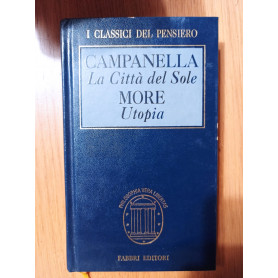 I CLASSICI DEL PENSIERO
CAMPANELLA
La Città del Sole
MORE
Utopia
FABBRI EDITORI